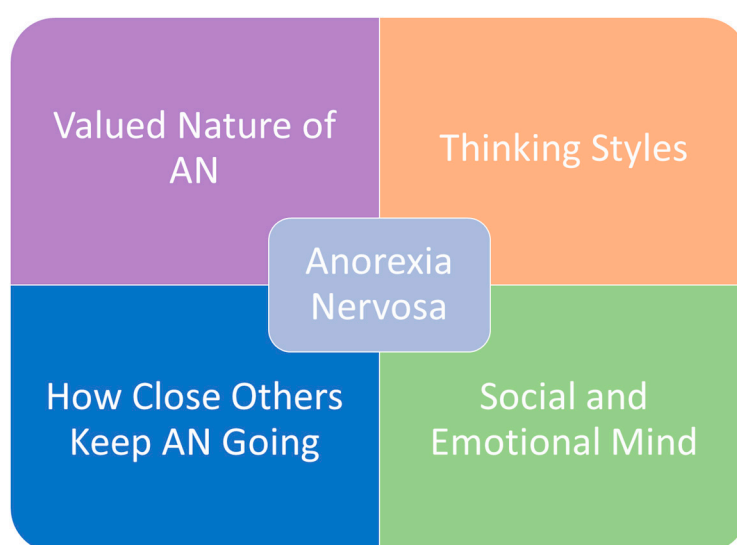 Valued Nature of
AN
Thinking Styles
Anorexia
Nervosa
How Close Others
Keep AN Going
Social and
Emotional Mind